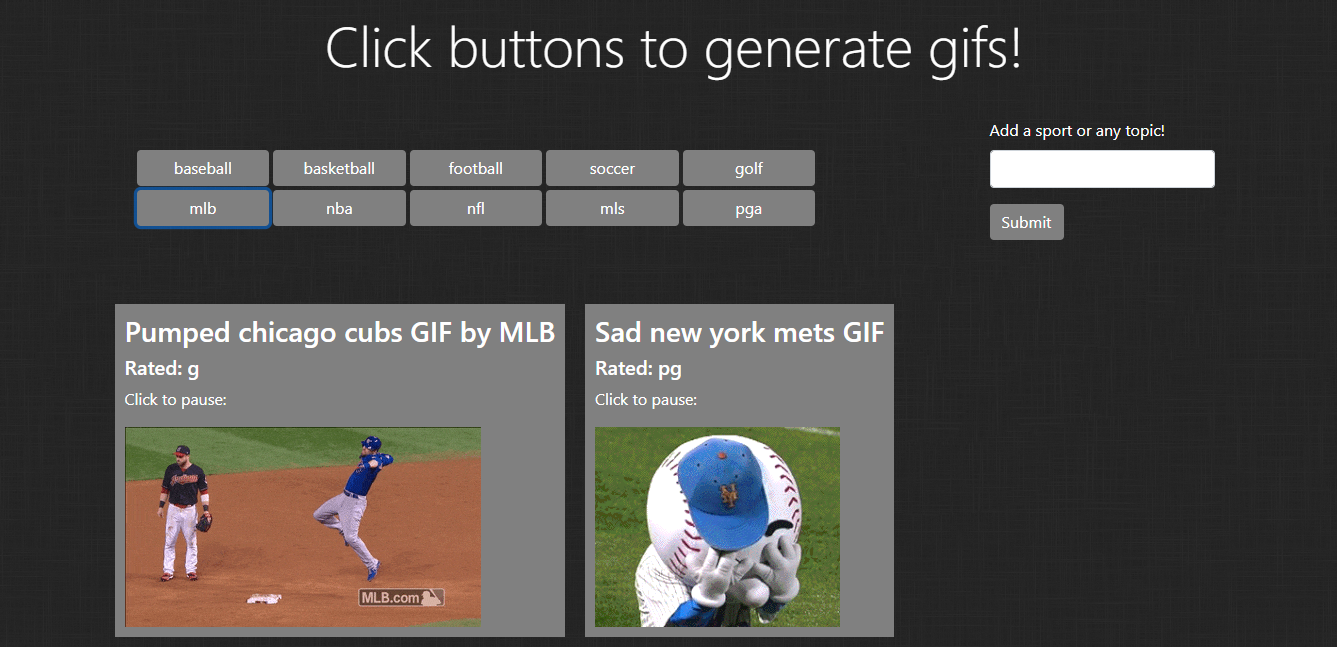 Click buttons to generate gifs!
baseball basketball football soccer golf
mlb nba nfl mls pga
Add a sport or any topic!
Submit
Pumped chicago cubs GIF by MLB
Rated: g
Click to pause:
Indians
MLB.com
Sad new york mets GIF
Rated: pg
Click to pause:
NY